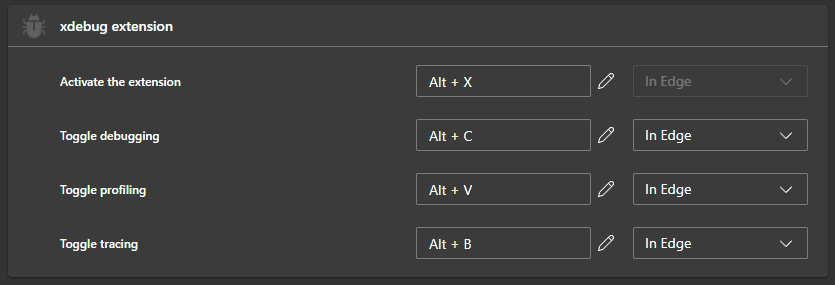 xdebug extension
Activate the extension Alt + X In Edge
Toggle debugging Alt + C In Edge
Toggle profiling Alt + V In Edge
Toggle tracing Alt + B In Edge